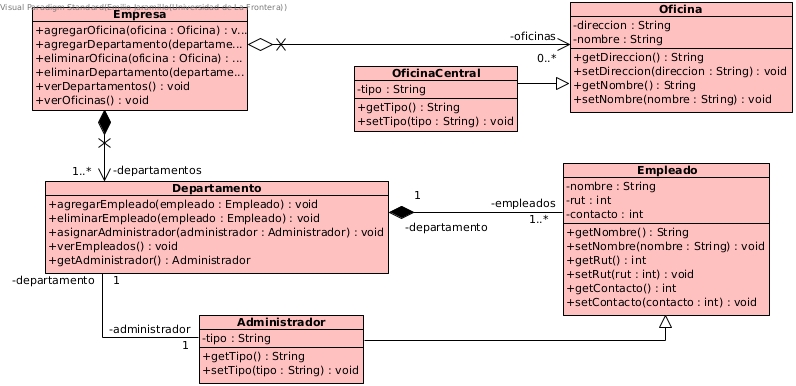 Visual Paradigm Standard(Emilio Jaramillo(Universidad de La Frontera))
Empresa
+agregarOficina(oficina : Oficina) : v...
+agregarDepartamento(departame...
+eliminarOficina(oficina : Oficina) : ...
+eliminarDepartamento(departame...
+verDepartamentos() : void
+verOficinas() : void
-oficinas
0..*
Oficina
-direccion : String
-nombre : String
+getDireccion() : String
+setDireccion(direccion : String) : void
+getNombre() : String
+setNombre(nombre : String) : void
OficinaCentral
-tipo : String
+getTipo() : String
+setTipo(tipo : String) : void
1..*
-departamentos
Departamento
+agregarEmpleado(empleado : Empleado) : void
+eliminarEmpleado(empleado : Empleado) : void
+asignarAdministrador(administrador : Administrador) : void
+verEmpleados() : void
+getAdministrador() : Administrador
1
-departamento
-empleados
1..*
Empleado
-nombre : String
-rut : int
-contacto : int
+getNombre() : String
+setNombre(nombre : String) : void
+getRut() : int
+setRut(rut : int) : void
+getContacto() : int
+setContacto(contacto : int) : void
-departamento
1
-administrador
1
Administrador
-tipo : String
+getTipo() : String
+setTipo(tipo : String) : void